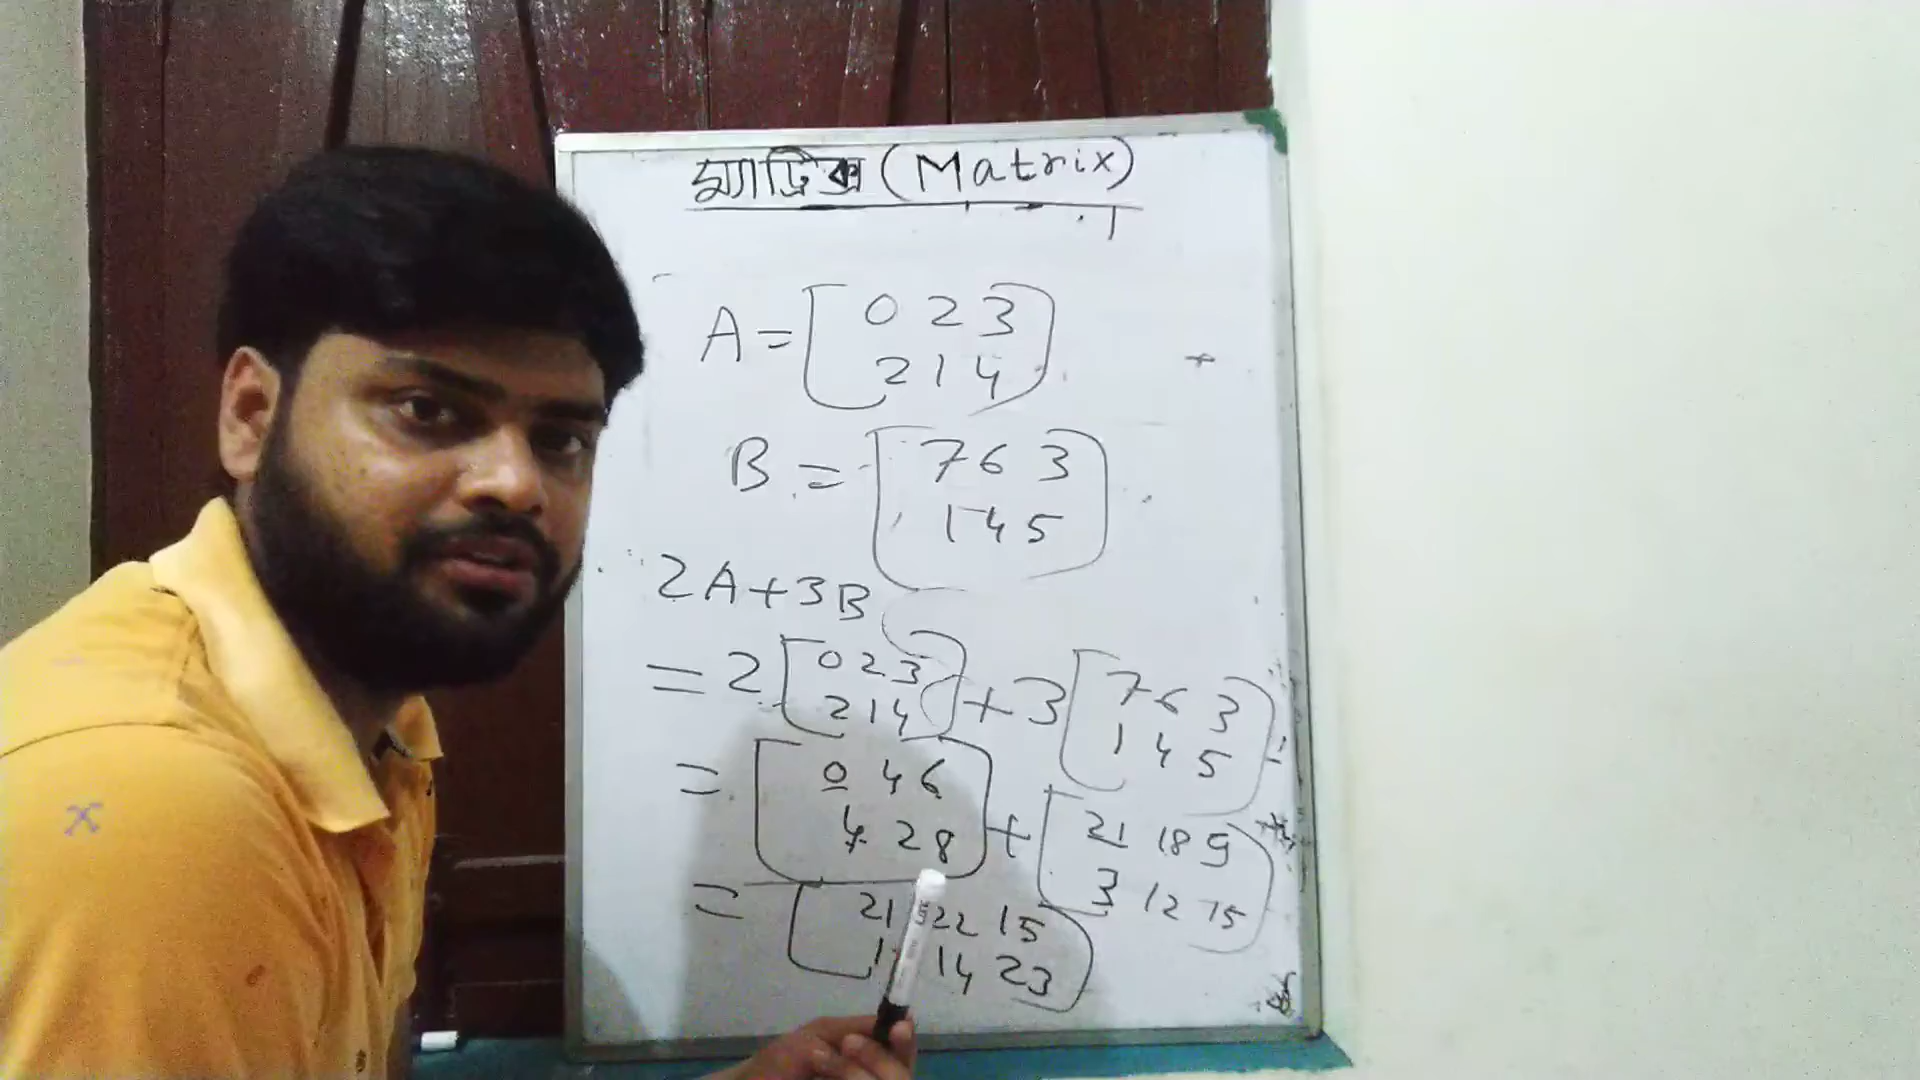 ম্যাট্রিক্স (Matrix)
A = [ 0 2 3
2 1 4 ]
B = [ 7 6 3
1 4 5 ]
2A+3B
= 2 [ 0 2 3 + 3 [ 7 6 3
2 1 4 ] 1 4 5 ]
= [ 0 4 6 + [ 21 18 9
4 2 8 ] 3 12 15 ]
= [ 21 22 15
14 23 ]